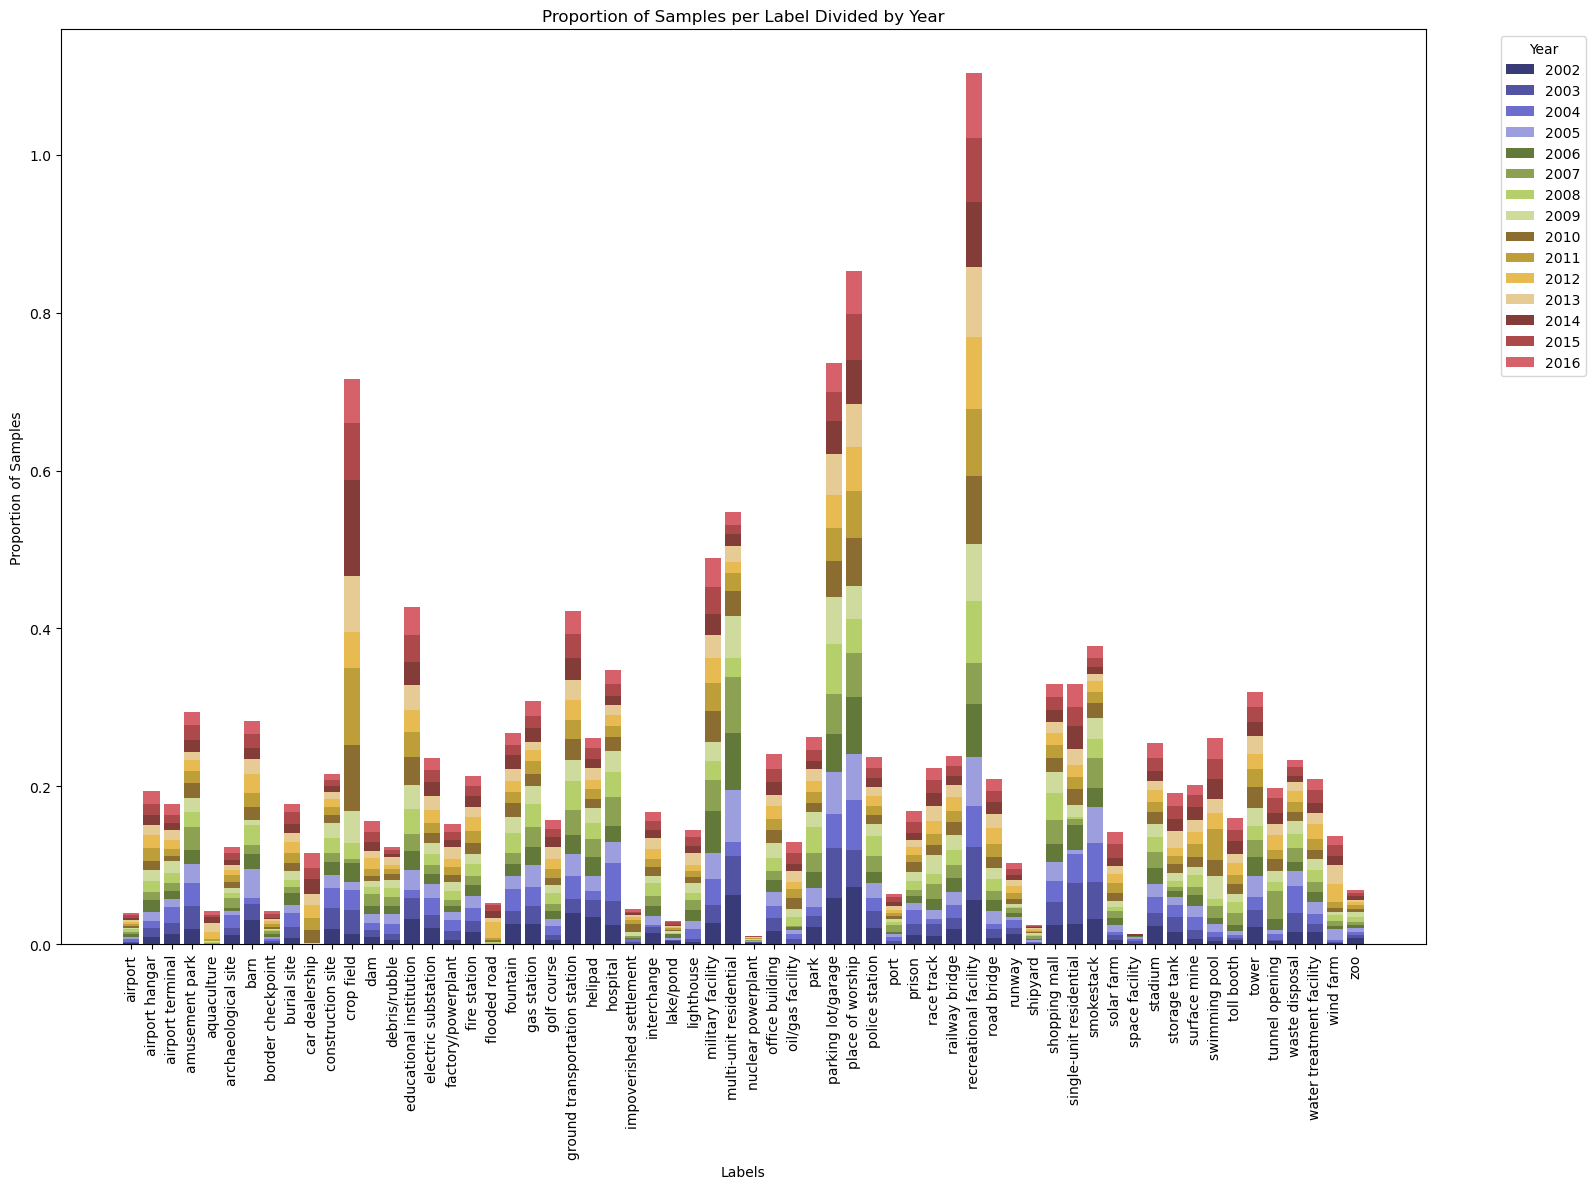 Proportion of Samples per Label Divided by Year
Year
2002
2003
2004
2005
2006
2007
2008
2009
2010
2011
2012
2013
2014
2015
2016
Proportion of Samples
1.0
0.8
0.6
0.4
0.2
0.0
airport
airport hangar
airport terminal
amusement park
aquaculture
archaeological site
barn
border checkpoint
burial site
car dealership
construction site
crop field
dam
debris/rubble
educational institution
electric substation
factory/powerplant
fire station
flooded road
fountain
gas station
golf course
ground transportation station
helipad
hospital
impoverished settlement
interchange
lake/pond
lighthouse
military facility
multi-unit residential
nuclear powerplant
office building
oil/gas facility
park
parking lot/garage
place of worship
police station
port
prison
race track
railway bridge
recreational facility
road bridge
runway
shipyard
shopping mall
single-unit residential
smokestack
solar farm
space facility
stadium
storage tank
surface mine
swimming pool
toll booth
tower
tunnel opening
waste disposal
water treatment facility
wind farm
zoo
Labels